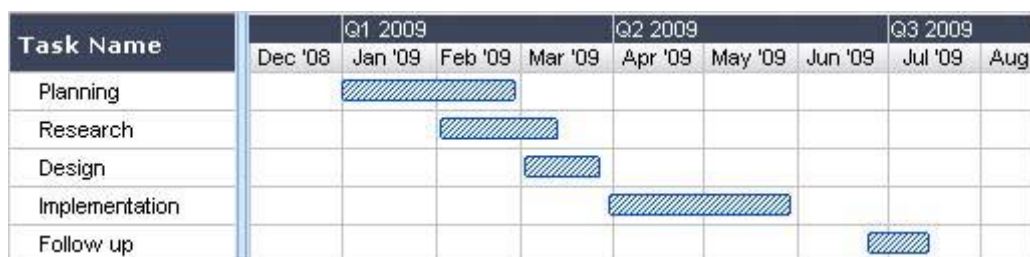 Task Name
Q1 2009 Q2 2009 Q3 2009
Dec '08 Jan '09 Feb '09 Mar '09 Apr '09 May '09 Jun '09 Jul '09 Aug
Planning
Research
Design
Implementation
Follow up